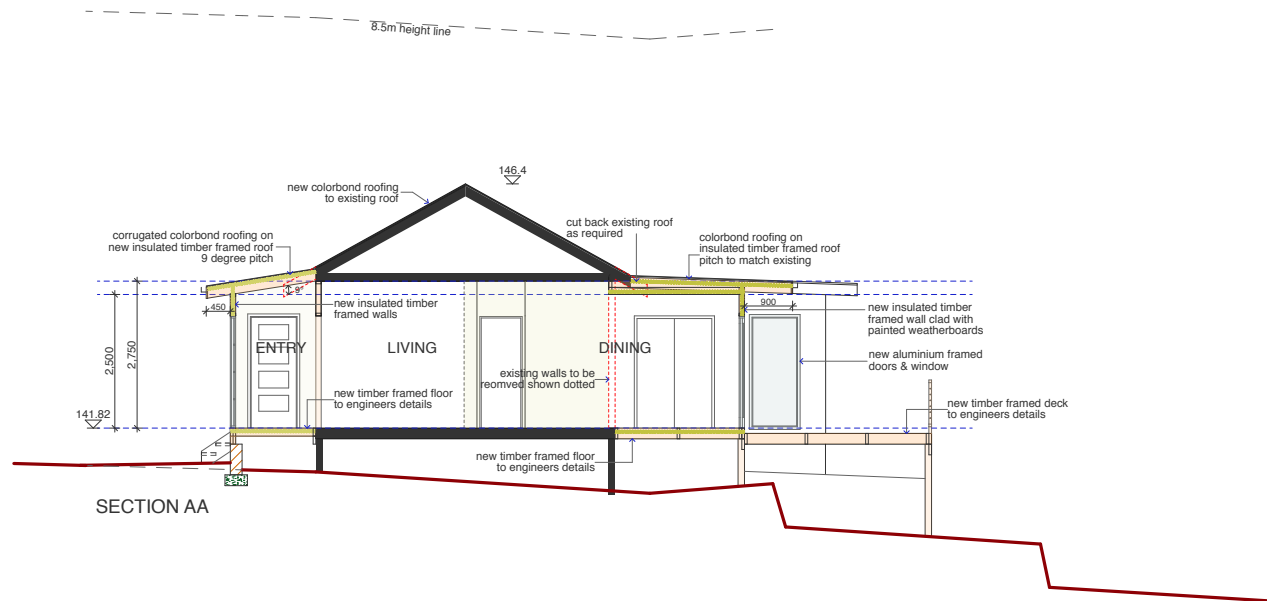 8.5m height line
146.4
new colorbond roofing
to existing roof
cut back existing roof
as required
corrugated colorbond roofing on
new insulated timber framed roof
9 degree pitch
colorbond roofing on
insulated timber framed roof
pitch to match existing
9°
450
900
new insulated timber
framed walls
new insulated timber
framed wall clad with
painted weatherboards
ENTRY
LIVING
DINING
2,500
2,750
new aluminium framed
doors & window
existing walls to be
reomved shown dotted
new timber framed floor
to engineers details
new timber framed deck
to engineers details
141.82
new timber framed floor
to engineers details
SECTION AA